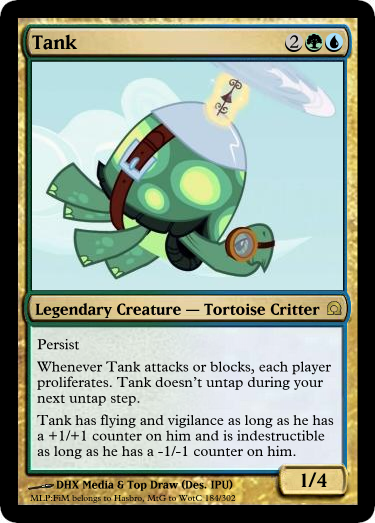 Tank 2
Legendary Creature — Tortoise Critter
Persist
Whenever Tank attacks or blocks, each player
proliferates. Tank doesn't untap during your
next untap step.
Tank has flying and vigilance as long as he has
a +1/+1 counter on him and is indestructible
as long as he has a -1/-1 counter on him.
1/4
DHX Media & Top Draw (Des. IPU)
MLP:FiM belongs to Hasbro, MtG to WotC 184/302